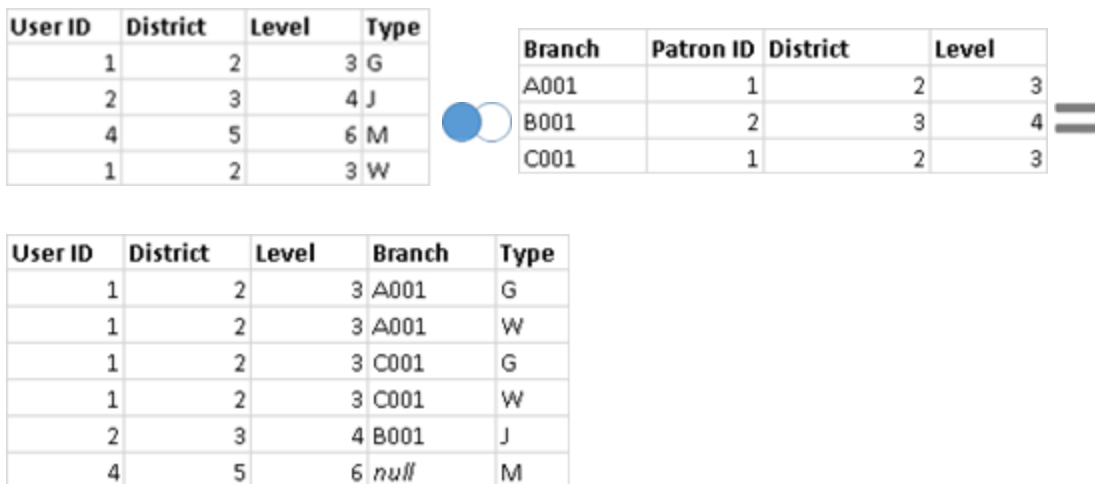 User ID District Level Type
1 2 3 G
2 3 4 J
4 5 6 M
1 2 3 W
Branch Patron ID District Level
A001 1 2 3
B001 2 3 4
C001 1 2 3
=
User ID District Level Branch Type
1 2 3 A001 G
1 2 3 A001 W
1 2 3 C001 G
1 2 3 C001 W
2 3 4 B001 J
4 5 6 null M